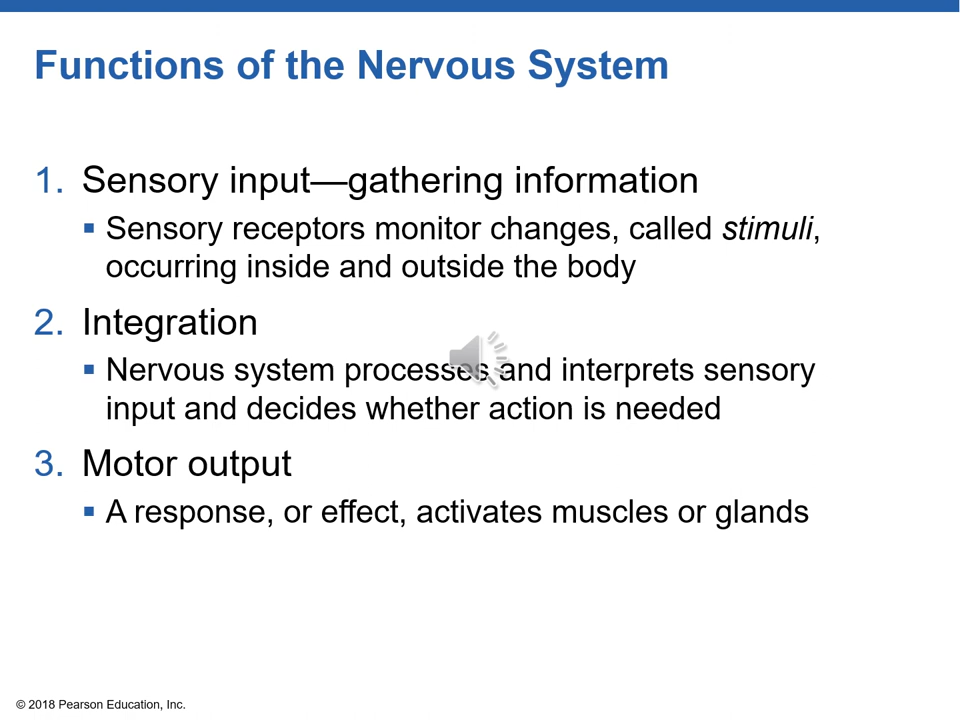 Functions of the Nervous System
1. Sensory input—gathering information
▪ Sensory receptors monitor changes, called stimuli,
occurring inside and outside the body
2. Integration
▪ Nervous system processes and interprets sensory
input and decides whether action is needed
3. Motor output
▪ A response, or effect, activates muscles or glands
© 2018 Pearson Education, Inc.